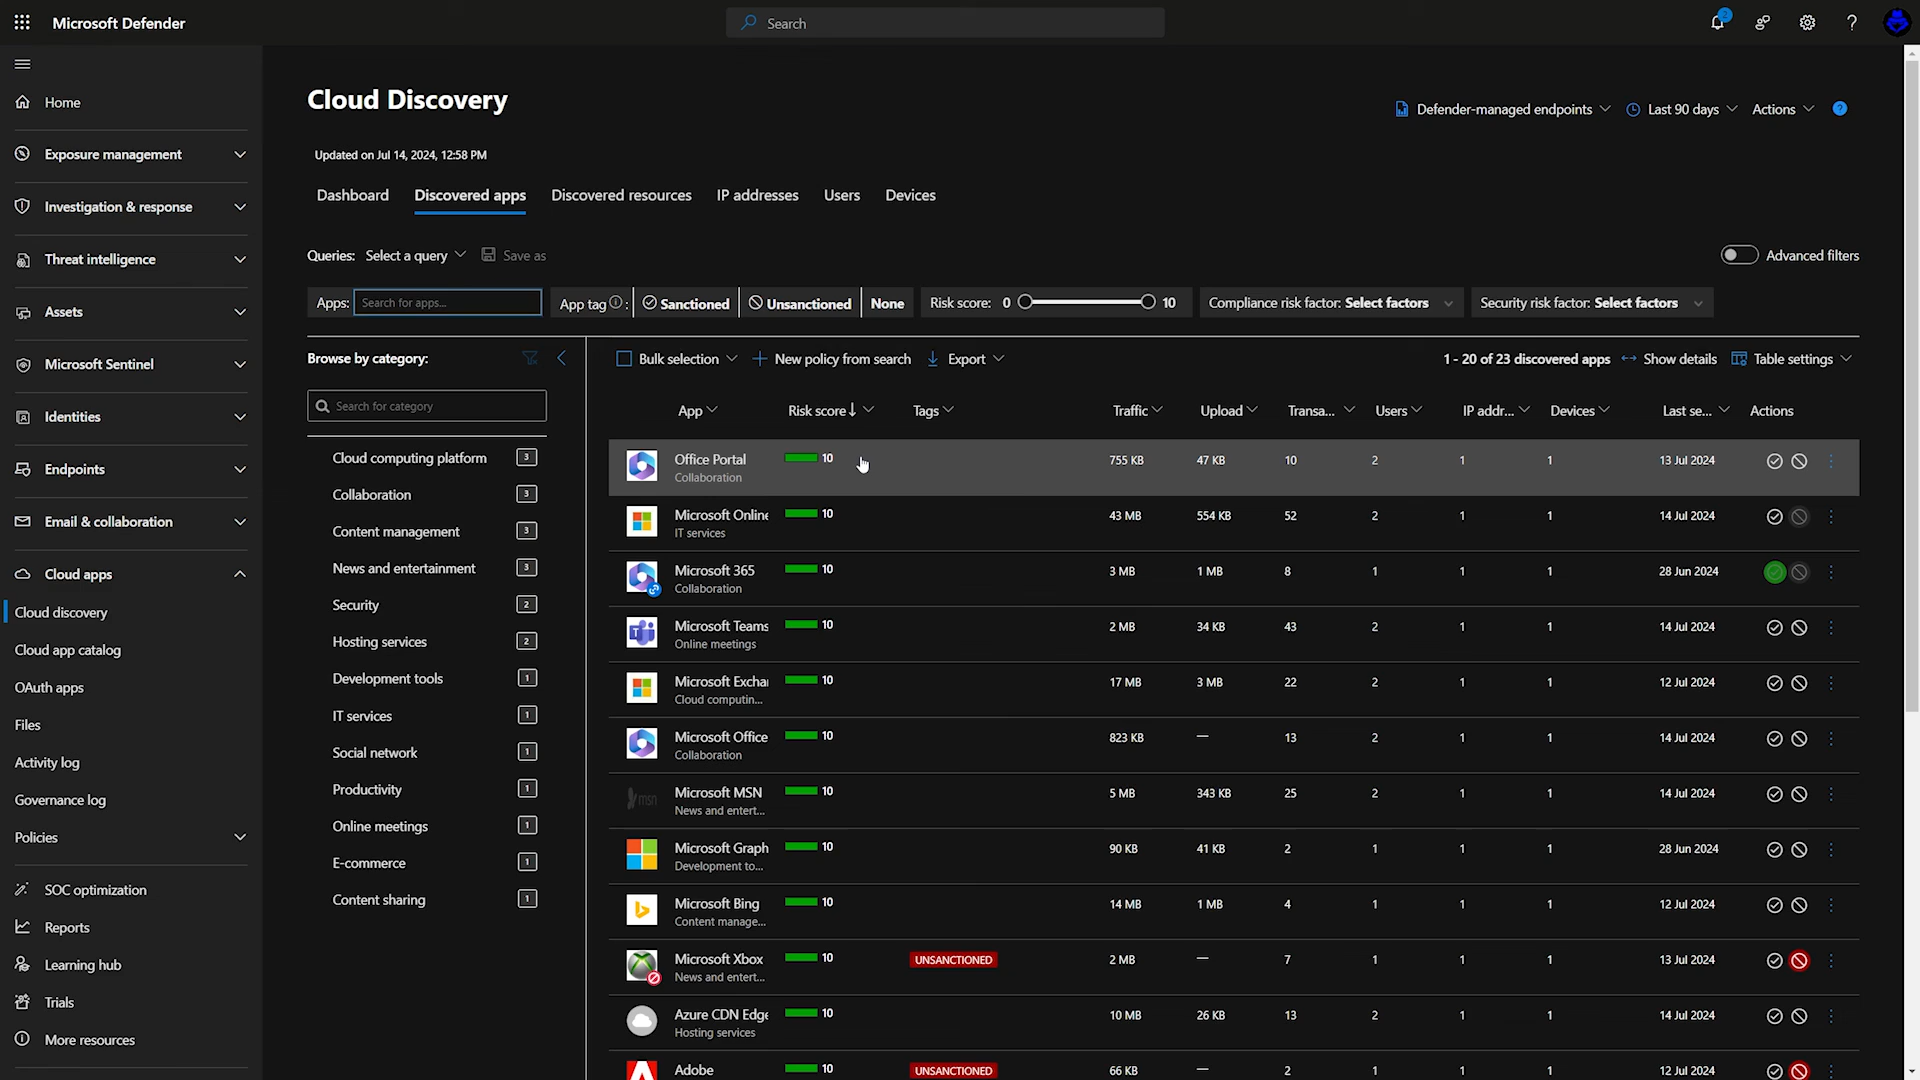 Microsoft Defender
Search
2
Home
Exposure management
Investigation & response
Threat intelligence
Assets
Microsoft Sentinel
Identities
Endpoints
Email & collaboration
Cloud apps
Cloud discovery
Cloud app catalog
OAuth apps
Files
Activity log
Governance log
Policies
SOC optimization
Reports
Learning hub
Trials
More resources
Cloud Discovery
Defender-managed endpoints Last 90 days Actions ?
Updated on Jul 14, 2024, 12:58 PM
Dashboard Discovered apps Discovered resources IP addresses Users Devices
Queries: Select a query Save as Advanced filters
Apps: Search for apps... App tag : Sanctioned Unsanctioned None Risk score: 0 10 Compliance risk factor: Select factors Security risk factor: Select factors
Browse by category:
Search for category
Cloud computing platform 3
Collaboration 3
Content management 3
News and entertainment 3
Security 2
Hosting services 2
Development tools 1
IT services 1
Social network 1
Productivity 1
Online meetings 1
E-commerce 1
Content sharing 1
Bulk selection New policy from search Export 1 - 20 of 23 discovered apps Show details Table settings
App Risk score Tags Traffic Upload Transa... Users IP addr... Devices Last se... Actions
Office Portal 10 755 KB 47 KB 10 2 1 1 13 Jul 2024
Collaboration
Microsoft Online 10 43 MB 554 KB 52 2 1 1 14 Jul 2024
IT services
Microsoft 365 10 3 MB 1 MB 8 1 1 1 28 Jun 2024
Collaboration
Microsoft Teams 10 2 MB 34 KB 43 2 1 1 14 Jul 2024
Online meetings
Microsoft Exchai 10 17 MB 3 MB 22 2 1 1 12 Jul 2024
Cloud computin...
Microsoft Office 10 823 KB — 13 2 1 1 14 Jul 2024
Collaboration
msn Microsoft MSN 10 5 MB 343 KB 25 2 1 1 14 Jul 2024
News and entert...
Microsoft Graph 10 90 KB 41 KB 2 1 1 1 28 Jun 2024
Development to...
Microsoft Bing 10 14 MB 1 MB 4 1 1 1 12 Jul 2024
Content manage...
Microsoft Xbox 10 UNSANCTIONED 2 MB — 7 1 1 1 13 Jul 2024
News and entert...
Azure CDN Edge 10 10 MB 26 KB 13 2 1 1 14 Jul 2024
Hosting services
Adobe 10 UNSANCTIONED 66 KB — 2 1 1 1 12 Jul 2024